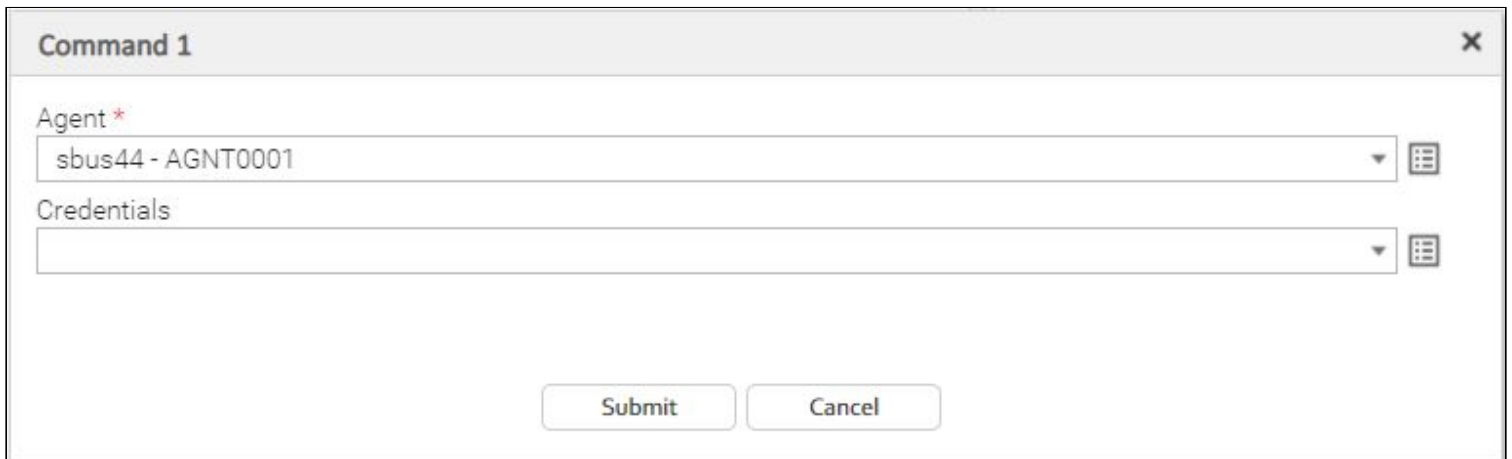 Command 1
Agent *
sbus44 - AGNT0001
Credentials
Submit Cancel